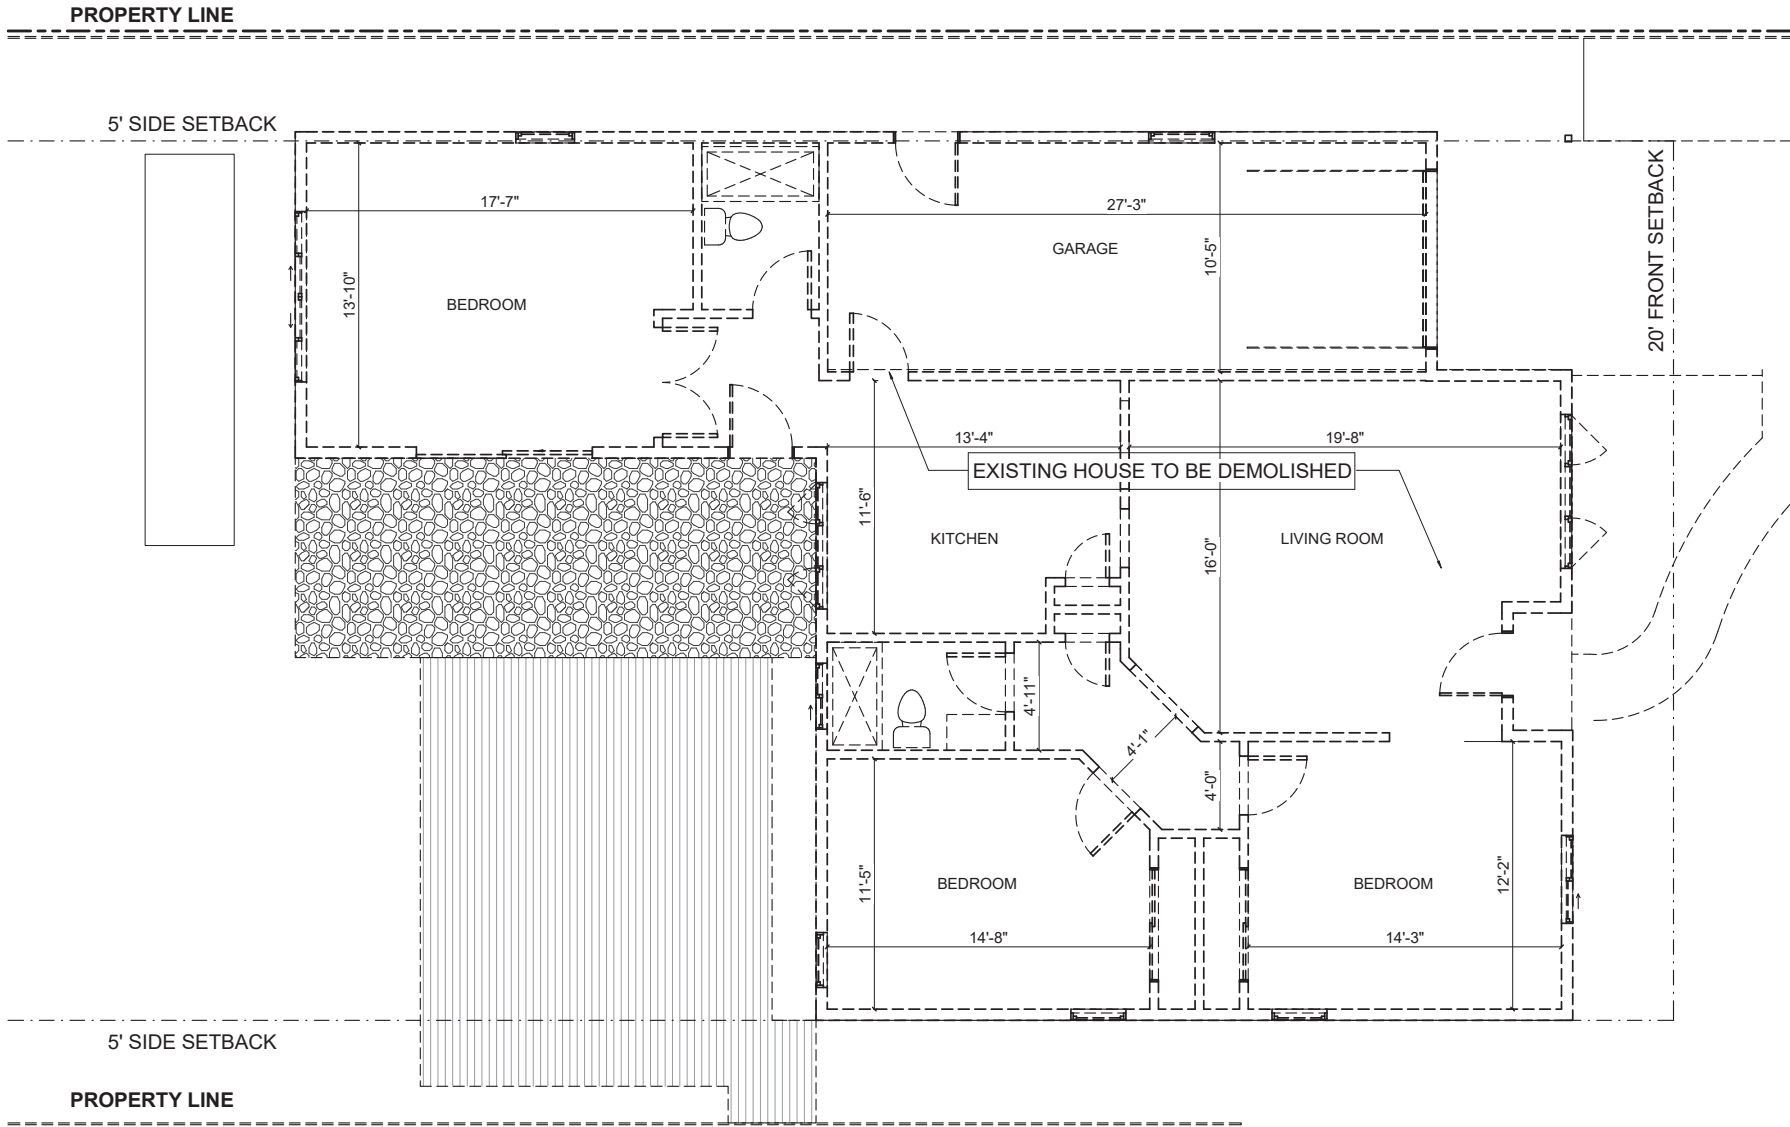 PROPERTY LINE
5' SIDE SETBACK
20' FRONT SETBACK
17'-7"
27'-3"
GARAGE
10'-5"
13'-10"
BEDROOM
13'-4"
19'-8"
EXISTING HOUSE TO BE DEMOLISHED
11'-6"
KITCHEN
LIVING ROOM
16'-0"
4'-11"
4'-1"
4'-0"
11'-5"
BEDROOM
BEDROOM
12'-2"
14'-8"
14'-3"
5' SIDE SETBACK
PROPERTY LINE